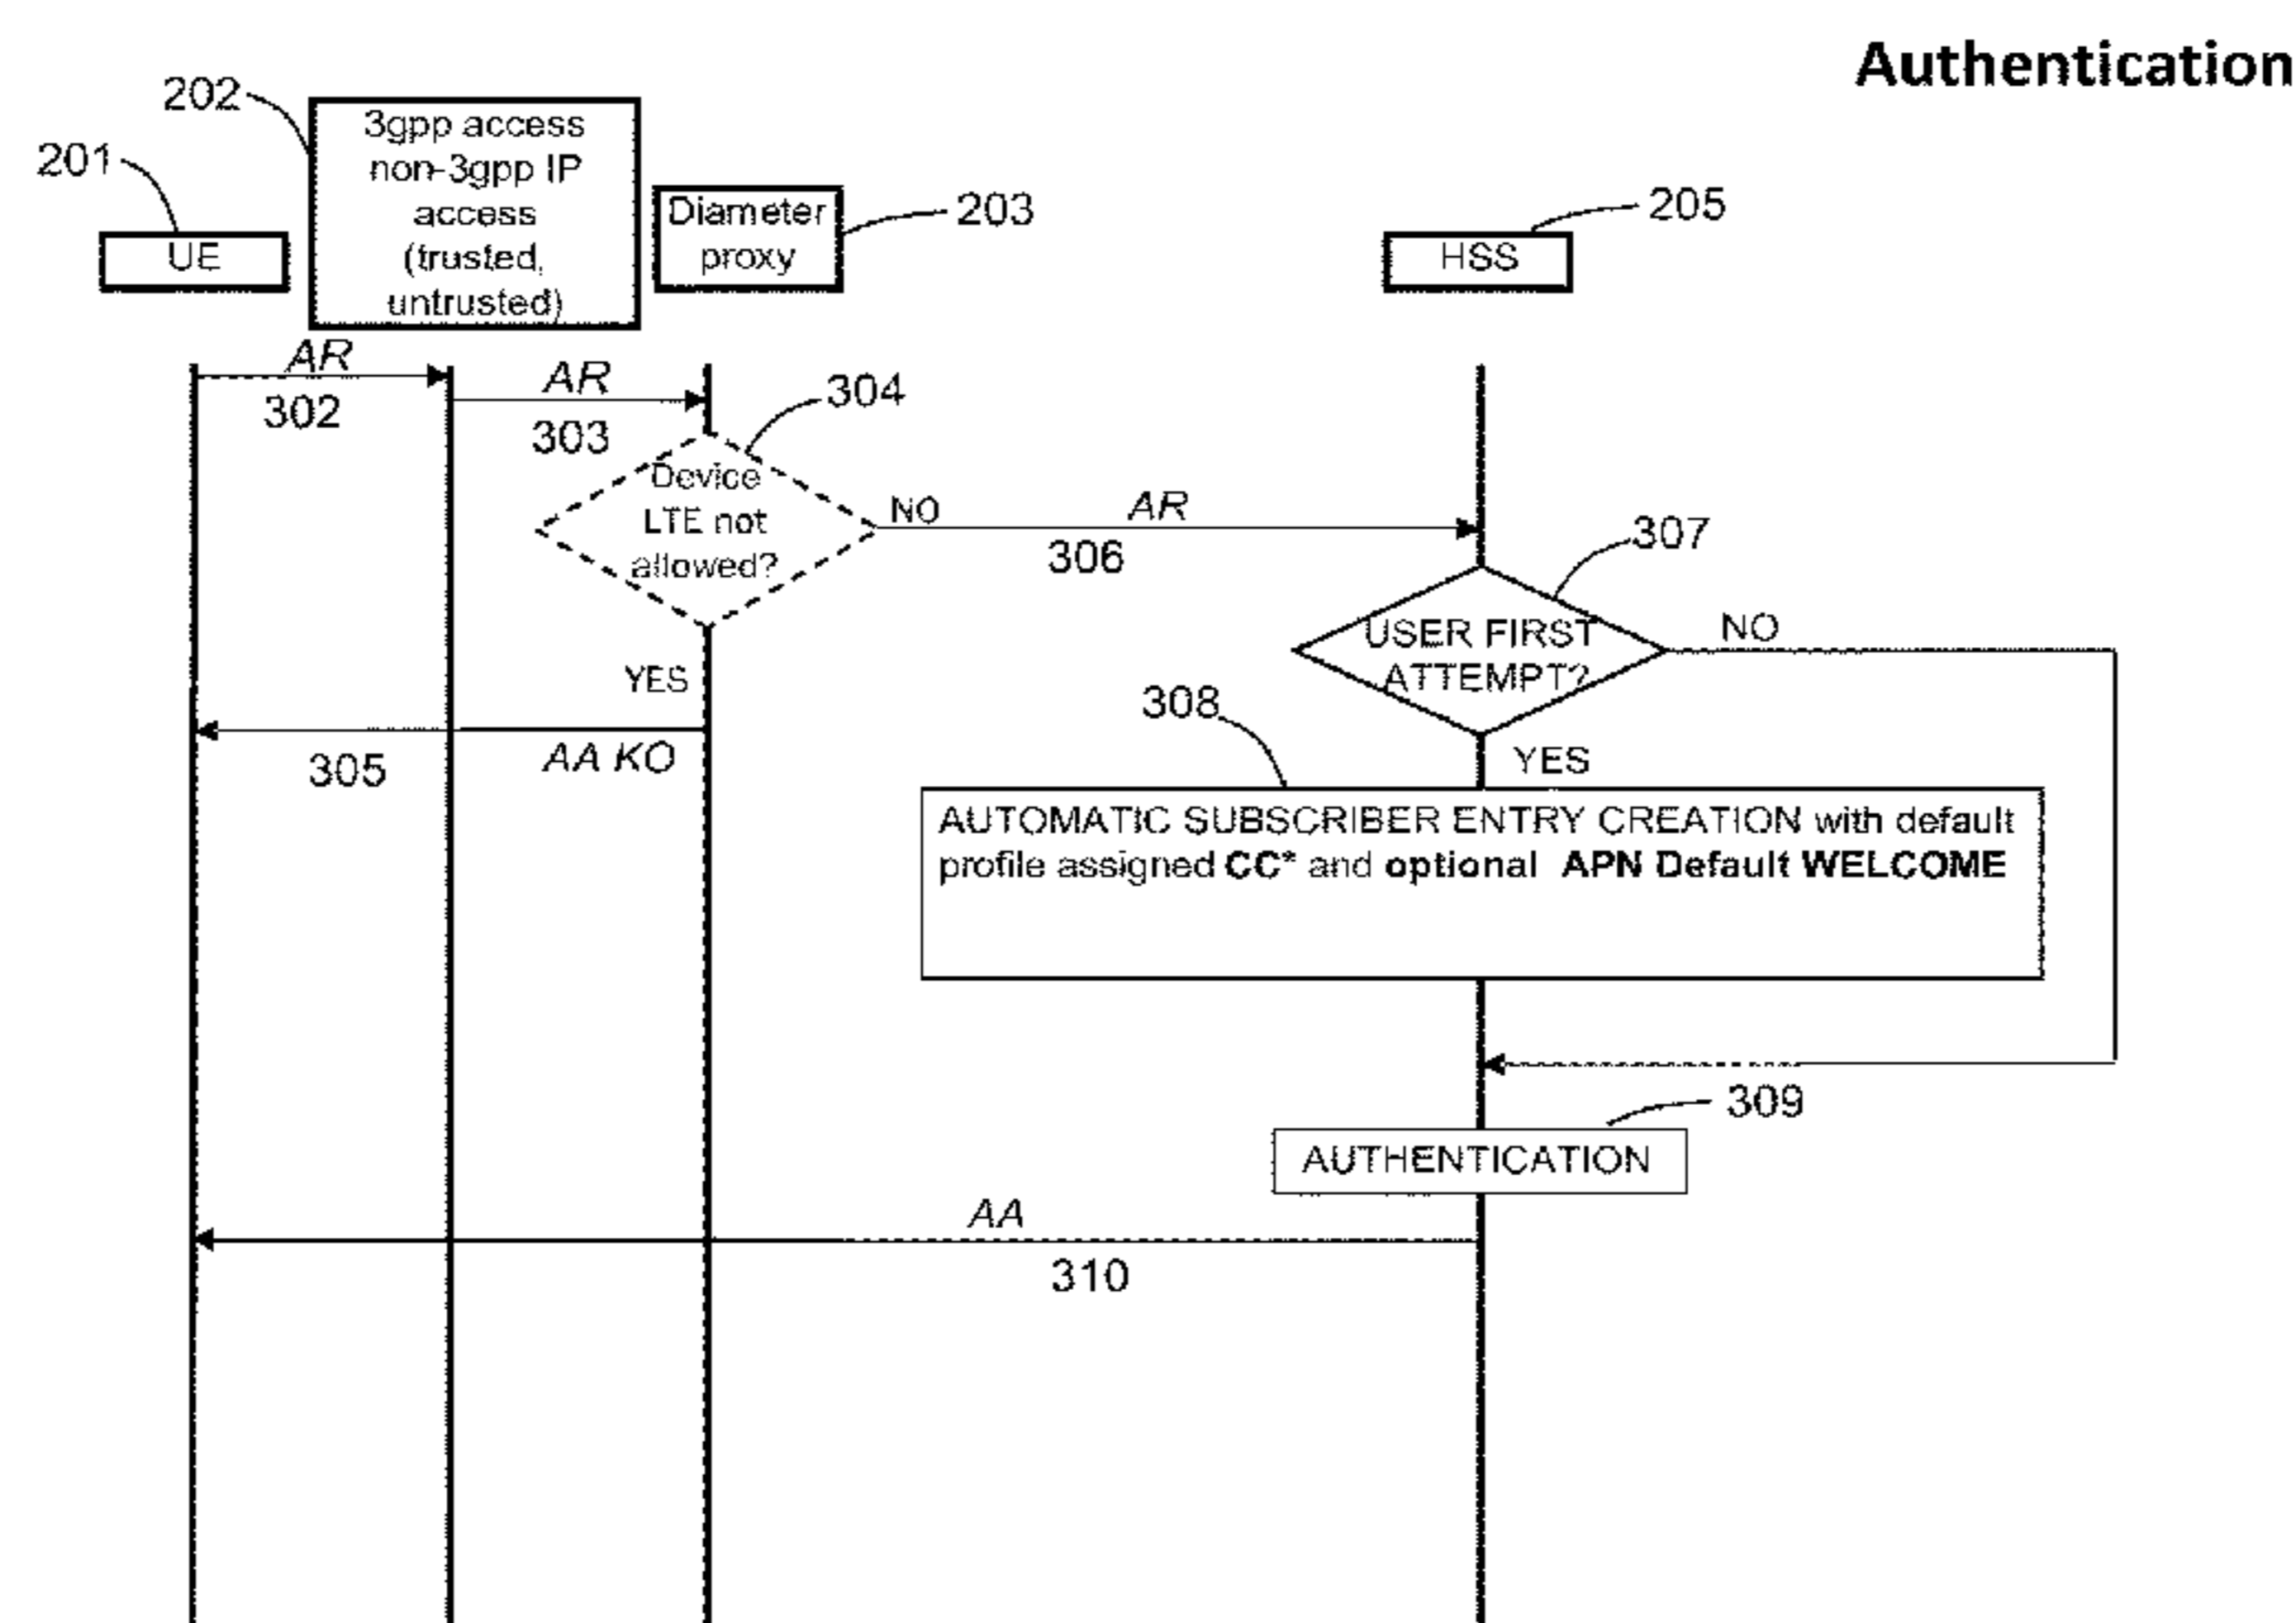 Authentication
202
3gpp access
non-3gpp IP
access
(trusted,
untrusted)
201
UE
Diameter
proxy
203
205
HSS
AR
302
AR
303
304
Device
LTE not
allowed?
NO
AR
306
307
USER FIRST
ATTEMPT?
NO
YES
305
AA KO
308
YES
AUTOMATIC SUBSCRIBER ENTRY CREATION with default
profile assigned CC* and optional APN Default WELCOME
309
AUTHENTICATION
AA
310